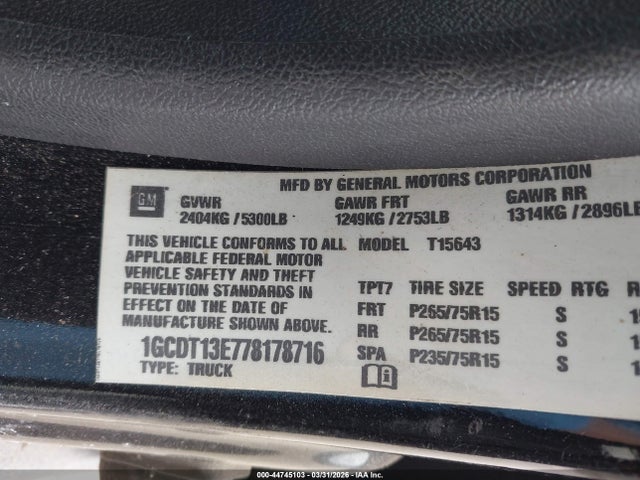 MFD BY GENERAL MOTORS CORPORATION
GM
GVWR GAWR FRT GAWR RR
2404KG/5300LB 1249KG/2753LB 1314KG/2896LB
THIS VEHICLE CONFORMS TO ALL MODEL T15643
APPLICABLE FEDERAL MOTOR
VEHICLE SAFETY AND THEFT
PREVENTION STANDARDS IN
EFFECT ON THE DATE OF
MANUFACTURE SHOWN ABOVE.
1GCDT13E778178716
TYPE: TRUCK
TPT7 TIRE SIZE SPEED RTG
FRT P265/75R15 S
RR P265/75R15 S
SPA P235/75R15 S
000-44745103 - 03/31/2026 - ©IAA Inc.